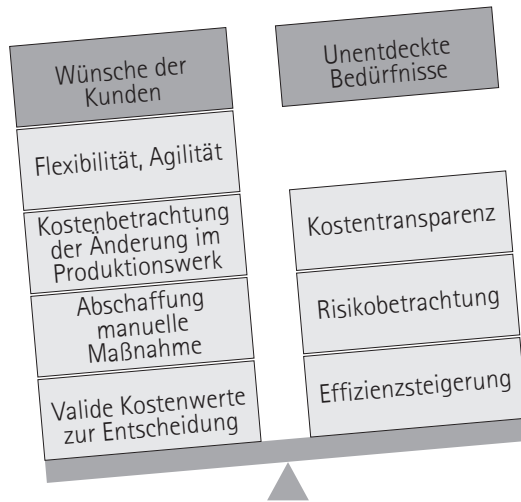 Wünsche der
Kunden
Flexibilität, Agilität
Kostenbetrachtung
der Änderung im
Produktionswerk
Abschaffung
manuelle
Maßnahme
Valide Kostenwerte
zur Entscheidung
Unentdeckte
Bedürfnisse
Kostentransparenz
Risikobetrachtung
Effizienzsteigerung